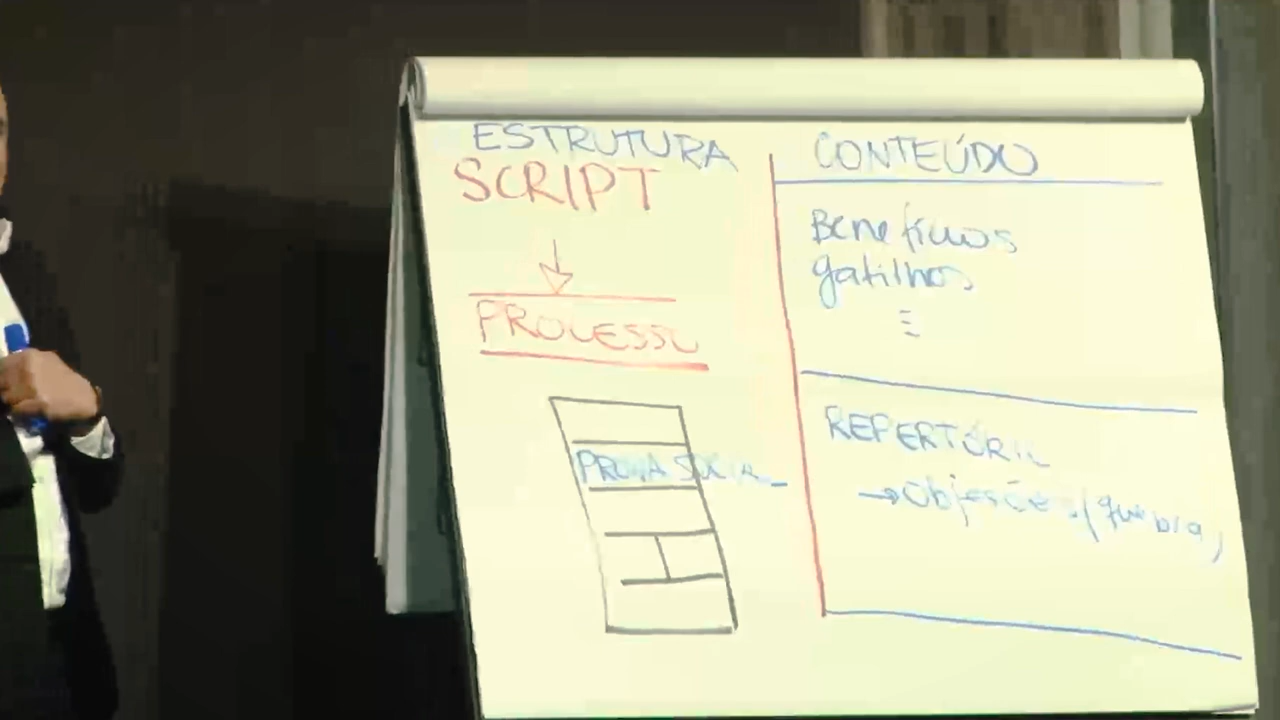 ESTRUTURA
SCRIPT
PROCESSO
PROVA SOCIAL
CONTEÚDO
Benefícios
gatilhos
REPERTÓRIO
→ Objeções / quebra